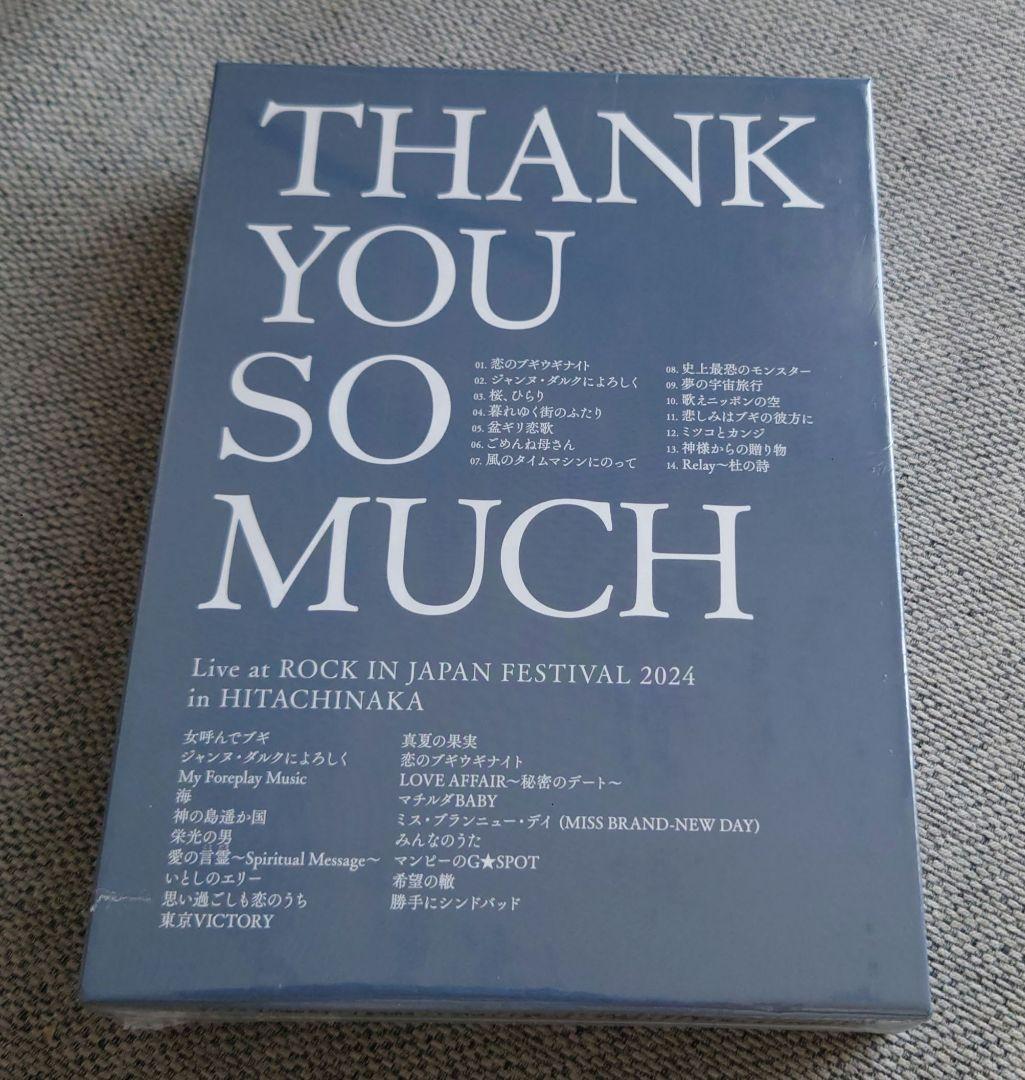 THANK
YOU
SO
MUCH
01. 恋のブギウギナイト
02. ジャンヌ・ダルクによろしく
03. 桜、ひらり
04. 暮れゆく街のふたり
05. 盆ギリ恋歌
06. ごめんね母さん
07. 風のタイムマシンにのって
08. 史上最恐のモンスター
09. 夢の宇宙旅行
10. 歌えニッポンの空
11. 悲しみはブギの彼方に
12. ミツコとカンジ
13. 神様からの贈り物
14. Relay〜杜の詩
Live at ROCK IN JAPAN FESTIVAL 2024
in HITACHINAKA
女呼んでブギ
ジャンヌ・ダルクによろしく
My Foreplay Music
海
神の島遥か国
栄光の男
愛の言霊〜Spiritual Message〜
いとしのエリー
思い過ごしも恋のうち
東京VICTORY
真夏の果実
恋のブギウギナイト
LOVE AFFAIR〜秘密のデート〜
マチルダBABY
ミス・ブランニュー・デイ (MISS BRAND-NEW DAY)
みんなのうた
マンピーのG★SPOT
希望の轍
勝手にシンドバッド